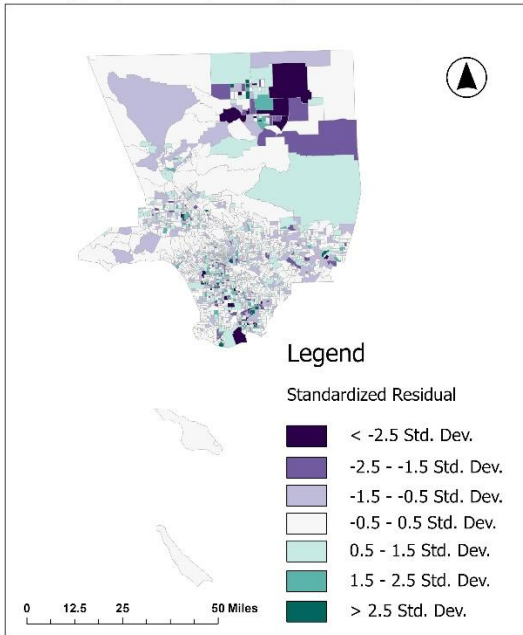 Legend
Standardized Residual
< -2.5 Std. Dev.
-2.5 - -1.5 Std. Dev.
-1.5 - -0.5 Std. Dev.
-0.5 - 0.5 Std. Dev.
0.5 - 1.5 Std. Dev.
1.5 - 2.5 Std. Dev.
> 2.5 Std. Dev.
0 12.5 25 50 Miles